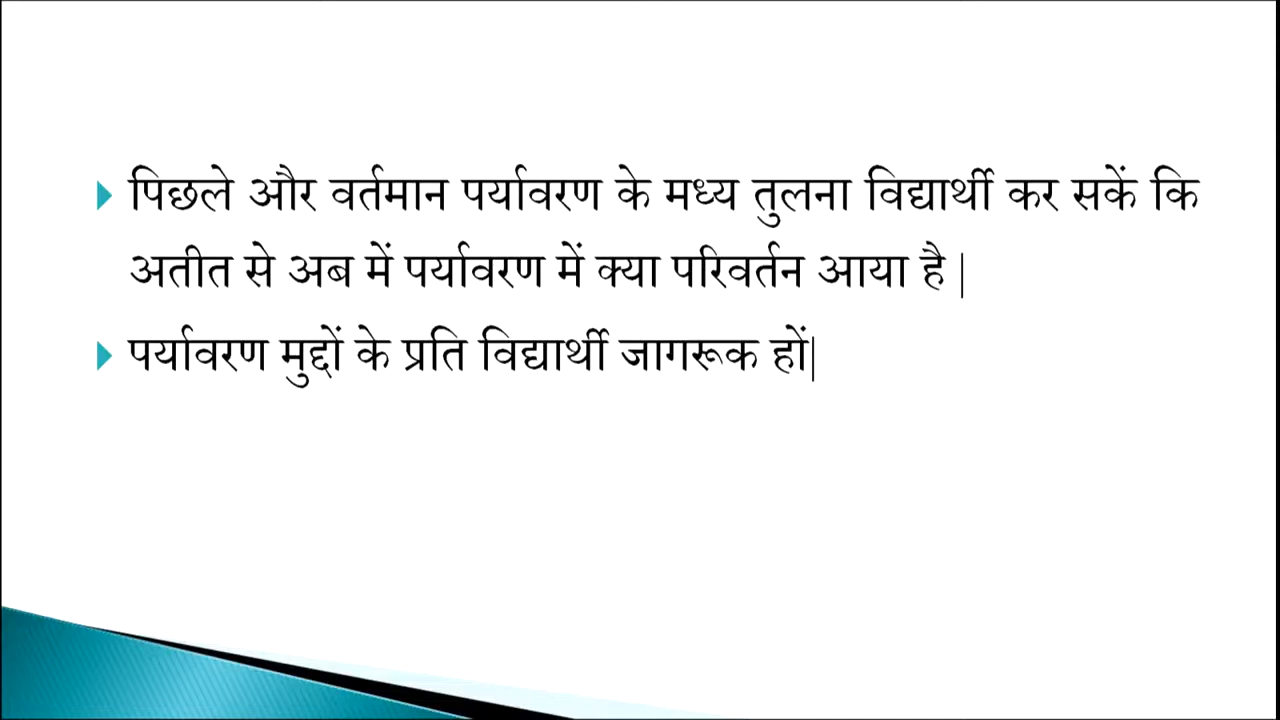 पिछले और वर्तमान पर्यावरण के मध्य तुलना विद्यार्थी कर सकें कि
अतीत से अब में पर्यावरण में क्या परिवर्तन आया है |
पर्यावरण मुद्दों के प्रति विद्यार्थी जागरूक हों|